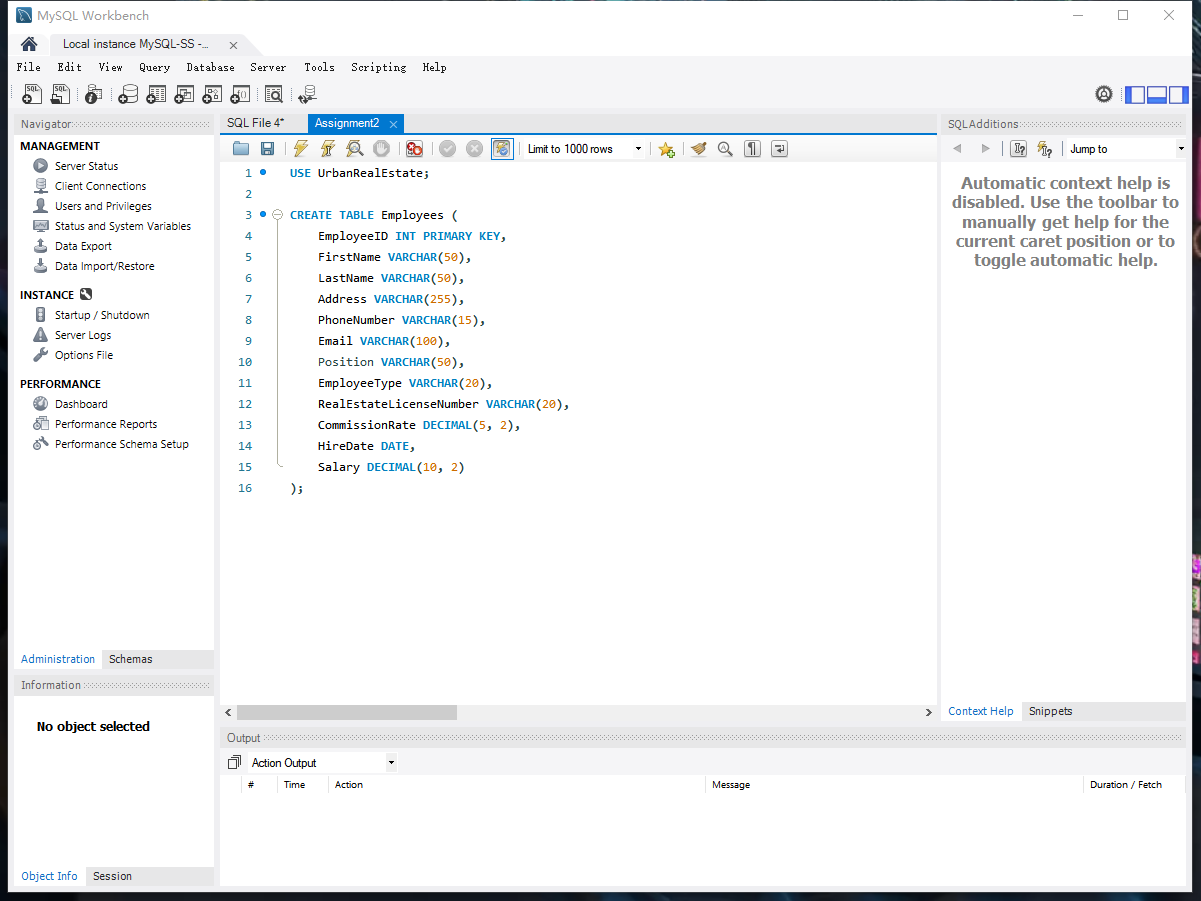 MySQL Workbench
Local instance MySQL-SS -...
File Edit View Query Database Server Tools Scripting Help
Navigator
MANAGEMENT
Server Status
Client Connections
Users and Privileges
Status and System Variables
Data Export
Data Import/Restore
INSTANCE
Startup / Shutdown
Server Logs
Options File
PERFORMANCE
Dashboard
Performance Reports
Performance Schema Setup
Administration Schemas
Information
No object selected
Object Info Session
SQL File 4* Assignment2
Limit to 1000 rows
1 USE UrbanRealEstate;
2
3 CREATE TABLE Employees (
4 EmployeeID INT PRIMARY KEY,
5 FirstName VARCHAR(50),
6 LastName VARCHAR(50),
7 Address VARCHAR(255),
8 PhoneNumber VARCHAR(15),
9 Email VARCHAR(100),
10 Position VARCHAR(50),
11 EmployeeType VARCHAR(20),
12 RealEstateLicenseNumber VARCHAR(20),
13 CommissionRate DECIMAL(5, 2),
14 HireDate DATE,
15 Salary DECIMAL(10, 2)
16 );
SQLAdditions
Jump to
Automatic context help is
disabled. Use the toolbar to
manually get help for the
current caret position or to
toggle automatic help.
Context Help Snippets
Output
Action Output
# Time Action Message Duration / Fetch